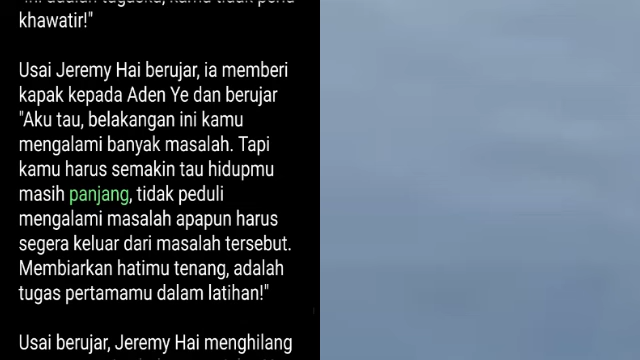 khawatir!"
Usai Jeremy Hai berujar, ia memberi
kapak kepada Aden Ye dan berujar
"Aku tau, belakangan ini kamu
mengalami banyak masalah. Tapi
kamu harus semakin tau hidupmu
masih panjang, tidak peduli
mengalami masalah apapun harus
segera keluar dari masalah tersebut.
Membiarkan hatimu tenang, adalah
tugas pertamamu dalam latihan!"
Usai berujar, Jeremy Hai menghilang